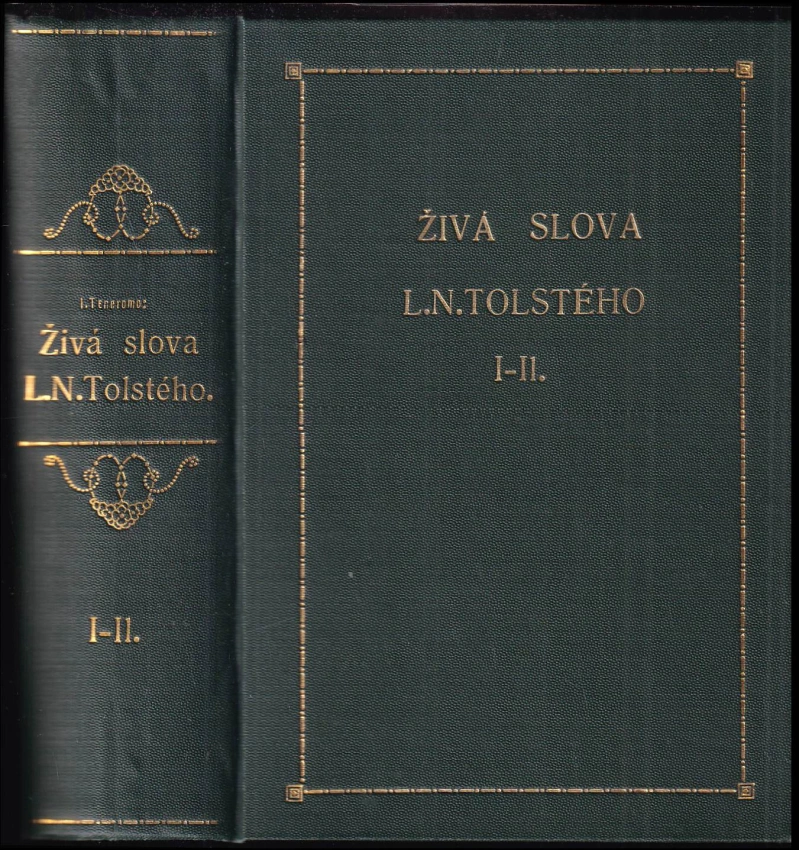 I.Teneromo:
Živá slova
L.N.Tolstého.
I-II.
ŽIVÁ SLOVA
L.N.TOLSTÉHO
I-II.